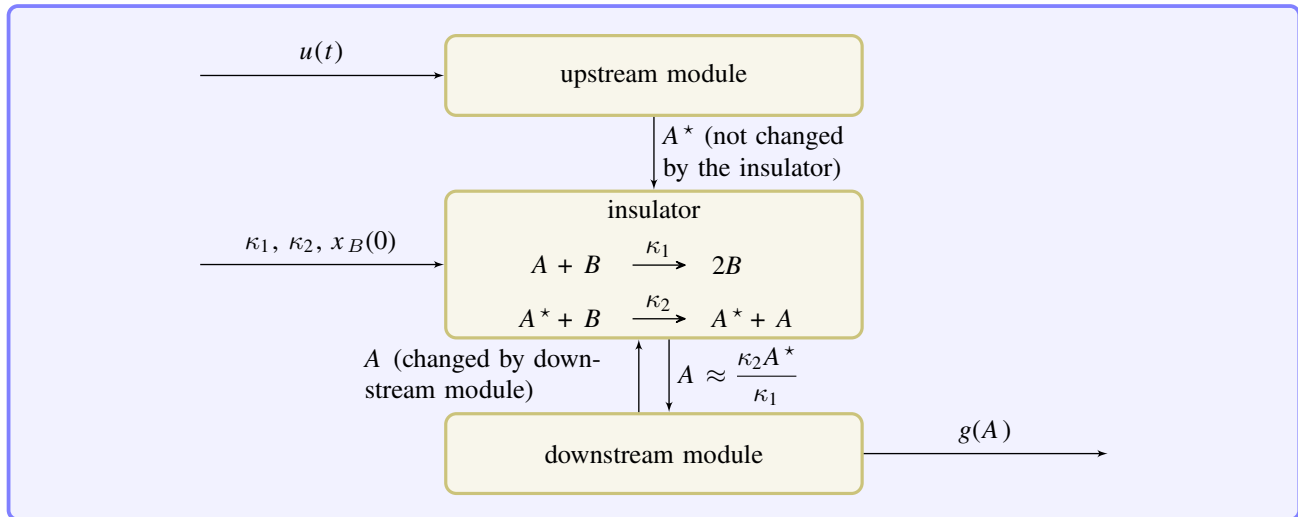 u(t)
upstream module
A⋆ (not changed
by the insulator)
insulator
κ1, κ2, xB(0)
A + B κ1 2B
A⋆ + B κ2 A⋆ + A
A (changed by down-
stream module)
A ≈ κ2A⋆ / κ1
downstream module
g(A)